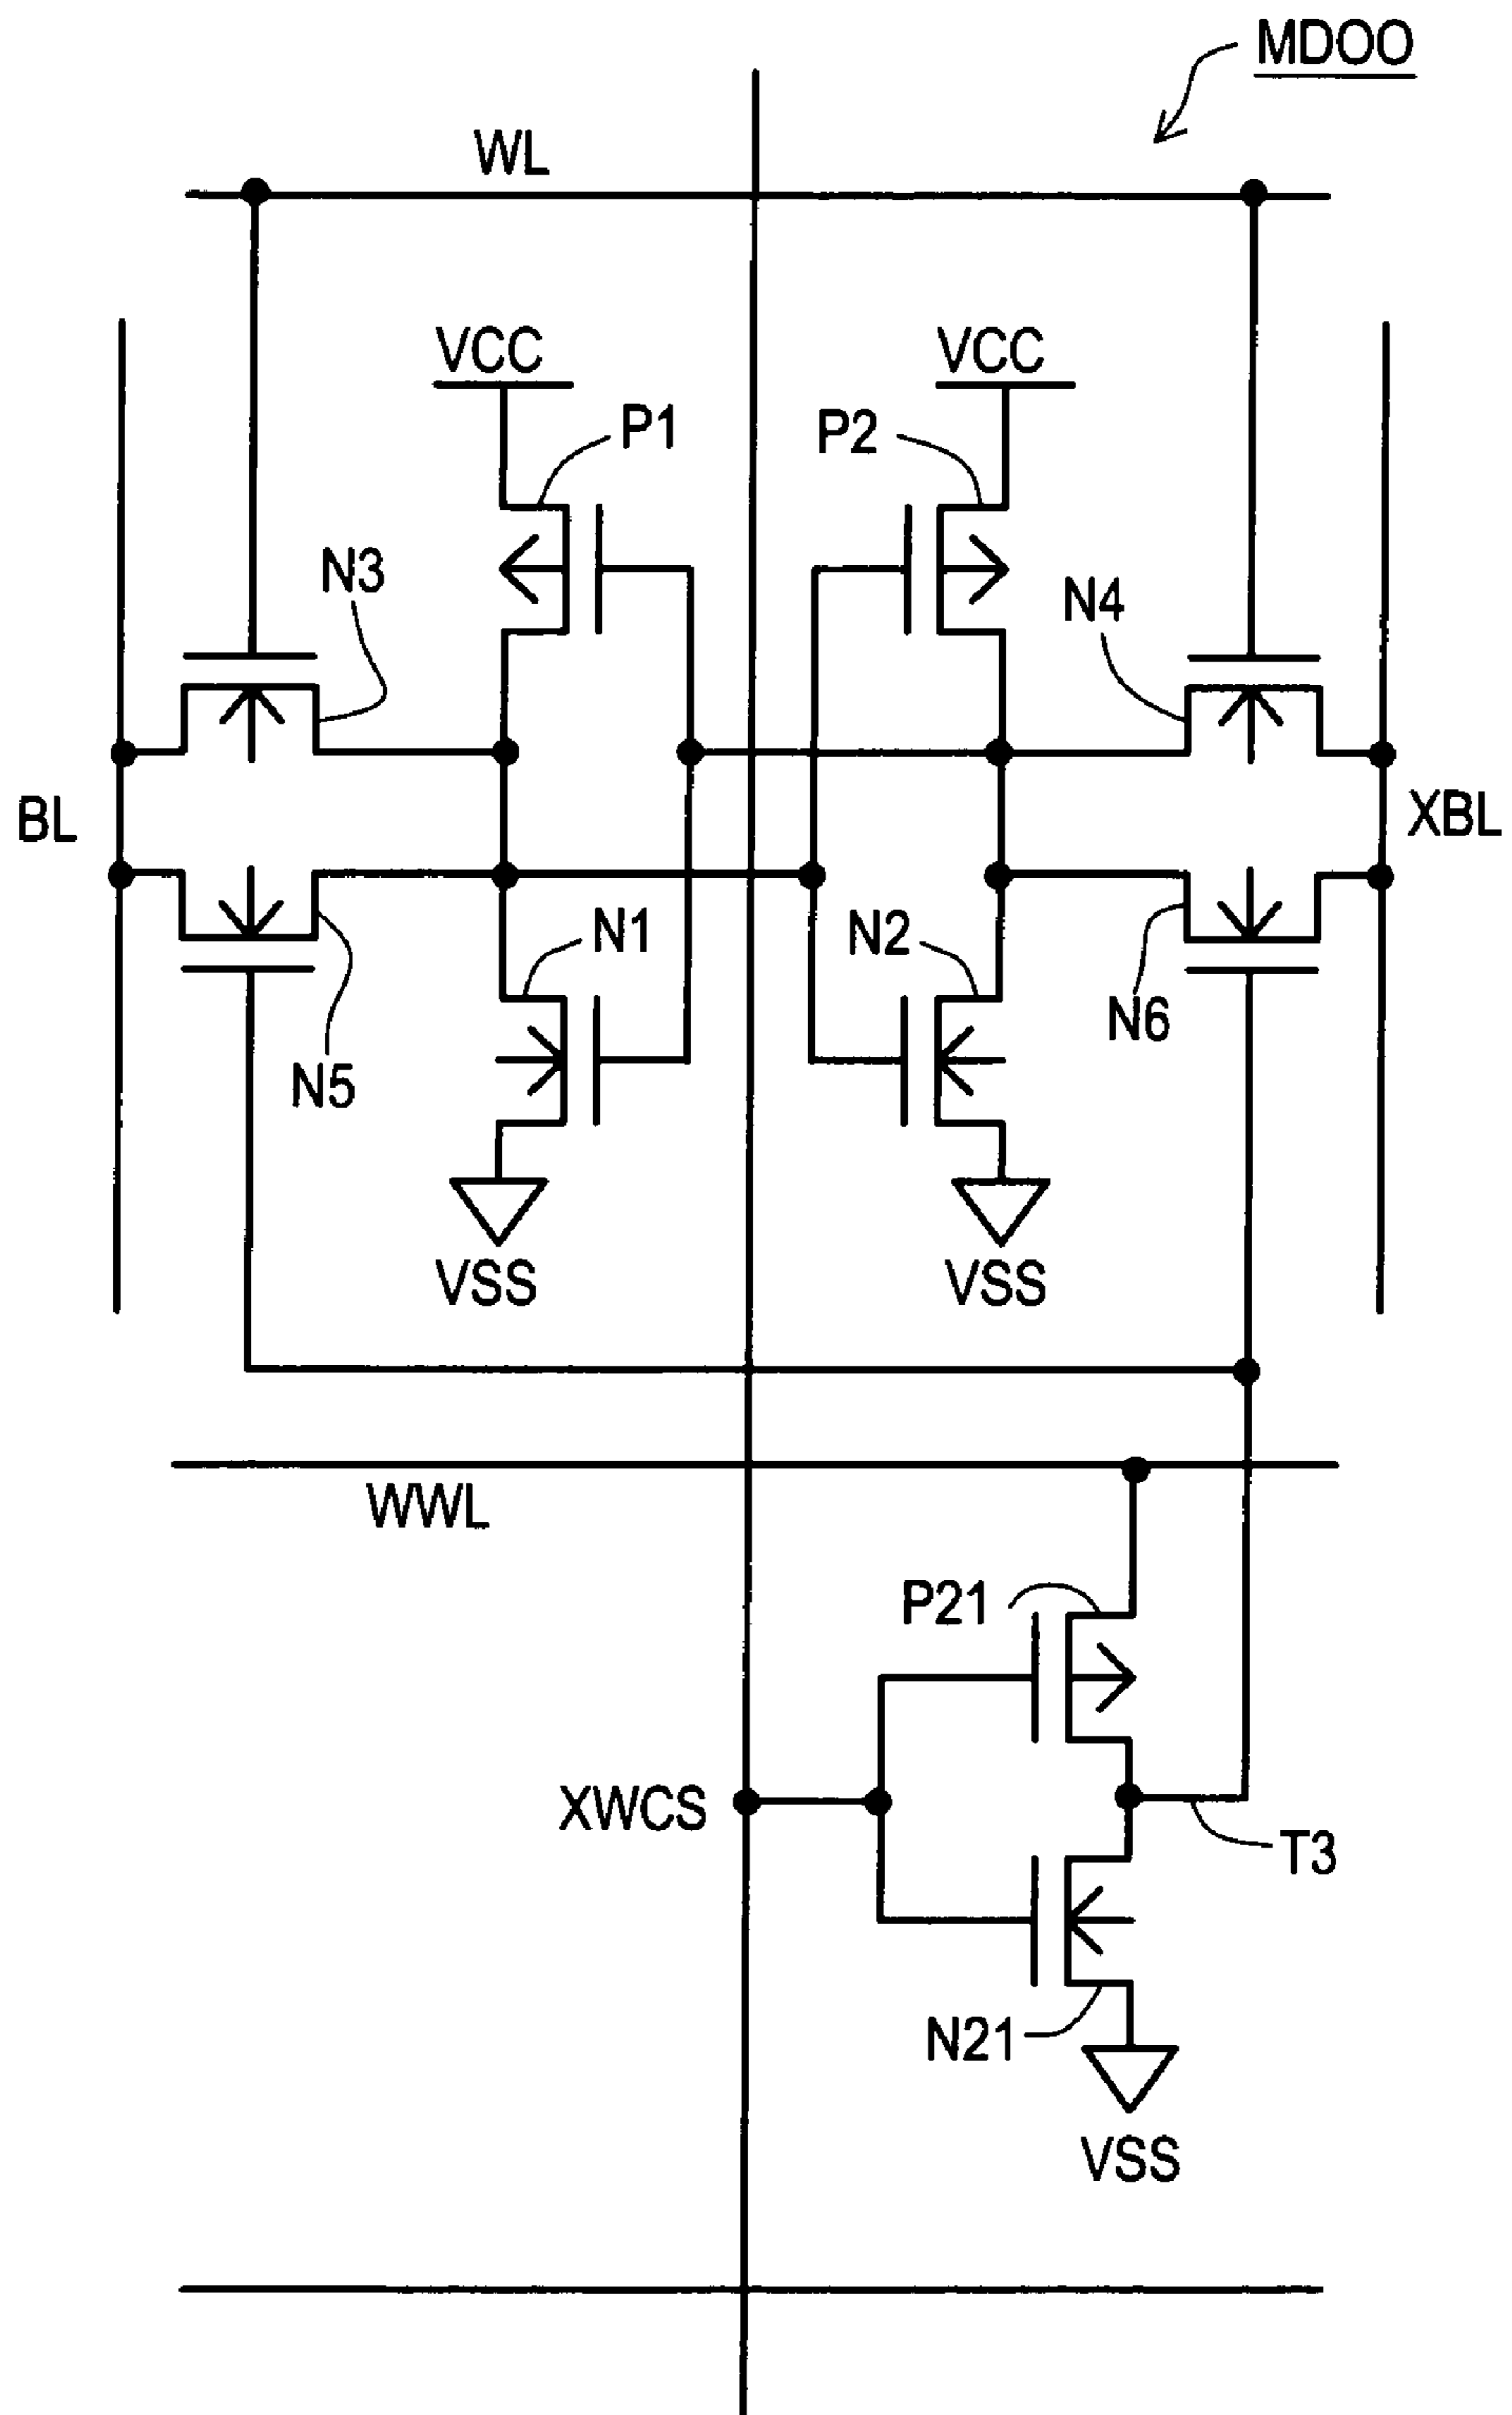 MD00
WL
VCC
VCC
P1
P2
N3
N4
BL
XBL
N1
N2
N5
N6
VSS
VSS
WWL
P21
XWCS
T3
N21
VSS